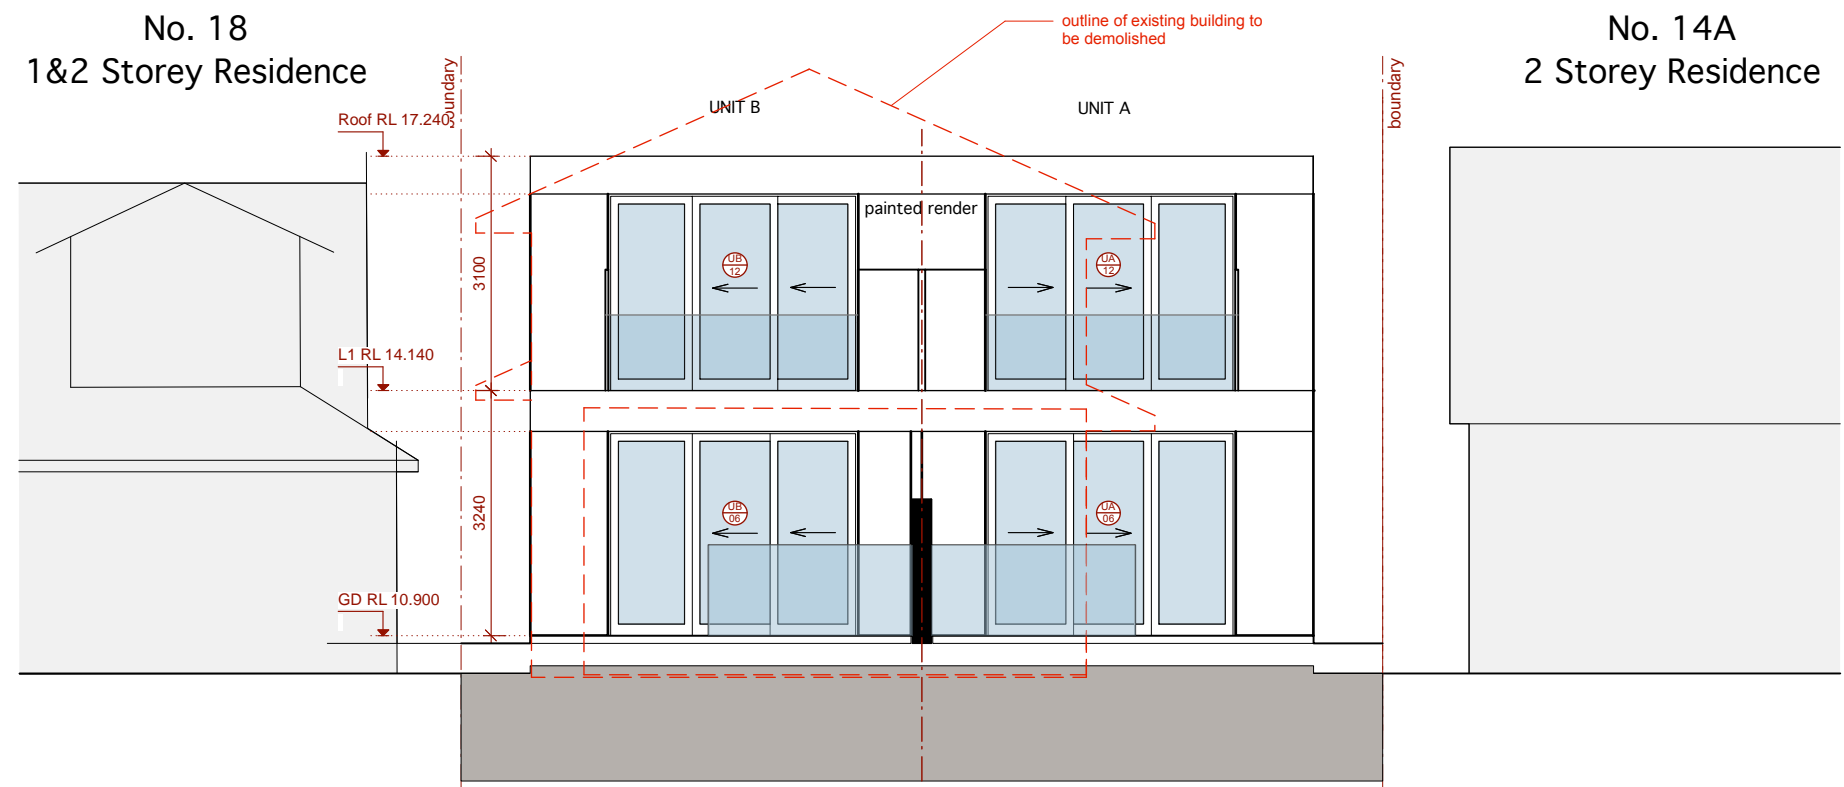 No. 18
1&2 Storey Residence
outline of existing building to
be demolished
No. 14A
2 Storey Residence
boundary
boundary
UNIT B
UNIT A
Roof RL 17.240
painted render
UB
12
UA
12
3100
L1 RL 14.140
3240
UB
06
UA
06
GD RL 10.900